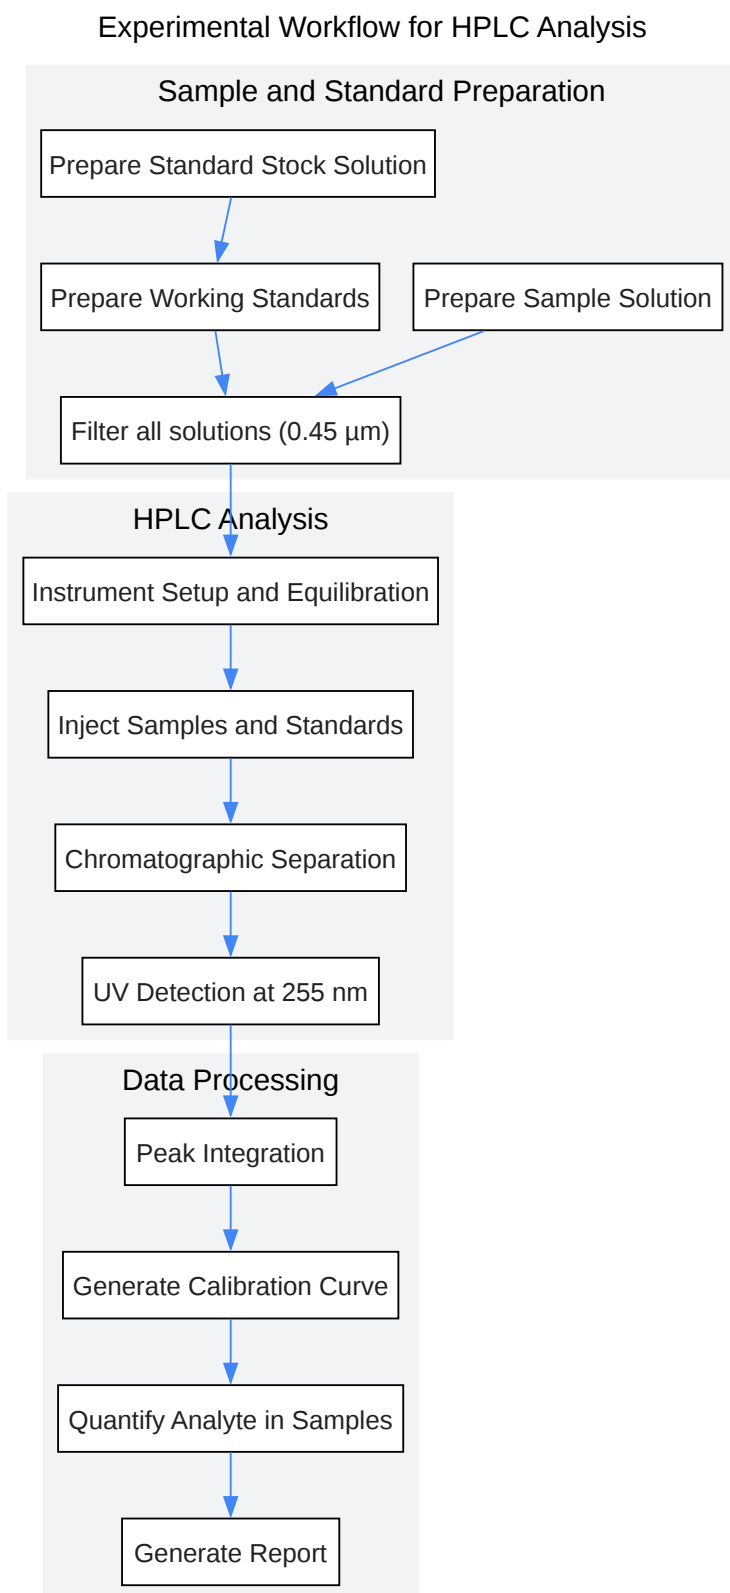 Experimental Workflow for HPLC Analysis
Sample and Standard Preparation
Prepare Standard Stock Solution
Prepare Working Standards
Prepare Sample Solution
Filter all solutions (0.45 µm)
HPLC Analysis
Instrument Setup and Equilibration
Inject Samples and Standards
Chromatographic Separation
UV Detection at 255 nm
Data Processing
Peak Integration
Generate Calibration Curve
Quantify Analyte in Samples
Generate Report